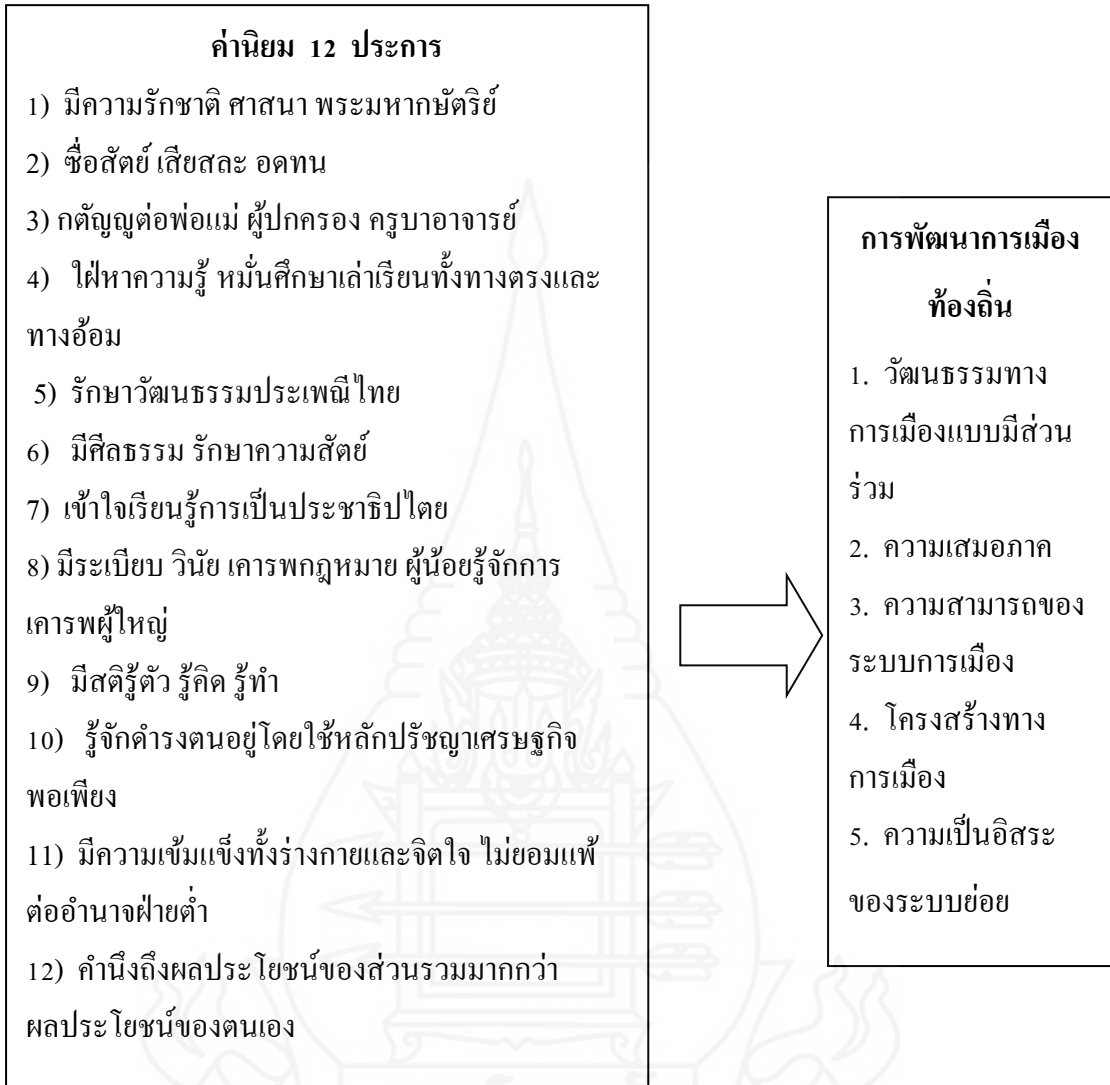 ค่านิยม 12 ประการ
1) มีความรักชาติ ศาสนา พระมหากษัตริย์
2) ซื่อสัตย์ เสียสละ อดทน
3) กตัญญูต่อพ่อแม่ ผู้ปกครอง ครูบาอาจารย์
4) ใฝ่หาความรู้ หมั่นศึกษาเล่าเรียนทั้งทางตรงและ
ทางอ้อม
5) รักษาวัฒนธรรมประเพณีไทย
6) มีศีลธรรม รักษาความสัตย์
7) เข้าใจเรียนรู้การเป็นประชาธิปไตย
8) มีระเบียบ วินัย เคารพกฎหมาย ผู้น้อยรู้จักการ
เคารพผู้ใหญ่
9) มีสติรู้ตัว รู้คิด รู้ทำ
10) รู้จักดำรงตนอยู่โดยใช้หลักปรัชญาเศรษฐกิจ
พอเพียง
11) มีความเข้มแข็งทั้งร่างกายและจิตใจ ไม่ยอมแพ้
ต่ออำนาจฝ่ายต่ำ
12) คำนึงถึงผลประโยชน์ของส่วนรวมมากกว่า
ผลประโยชน์ของตนเอง
การพัฒนาการเมือง
ท้องถิ่น
1. วัฒนธรรมทาง
การเมืองแบบมีส่วน
ร่วม
2. ความเสมอภาค
3. ความสามารถของ
ระบบการเมือง
4. โครงสร้างทาง
การเมือง
5. ความเป็นอิสระ
ของระบบย่อย